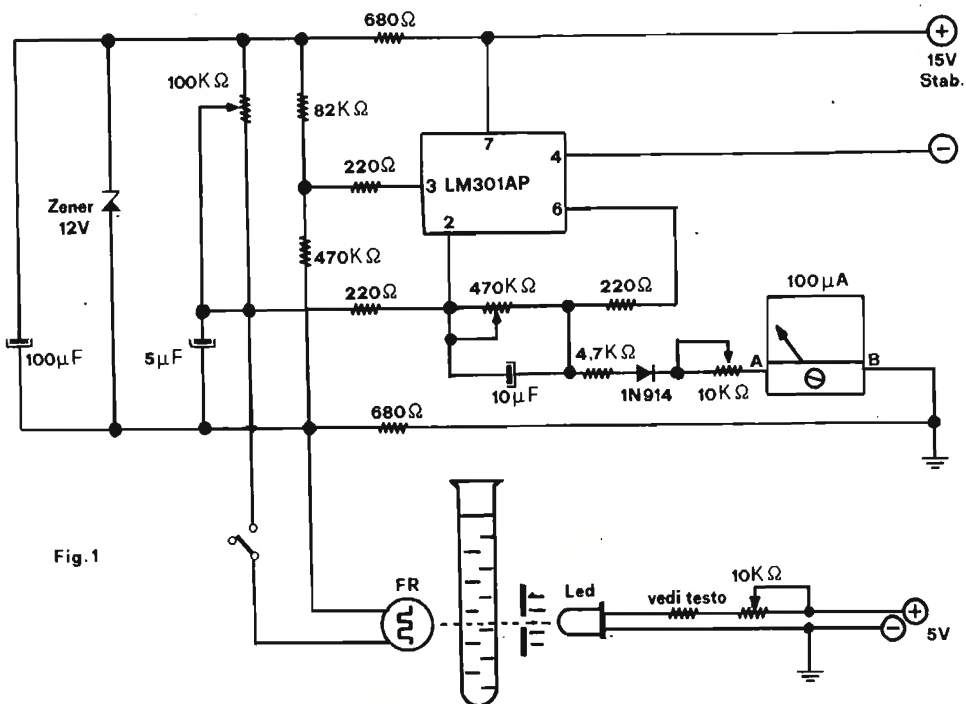 680Ω
+
15V
Stab.
100KΩ
82KΩ
7
4
−
220Ω
3 LM301AP
6
Zener
12V
2
470KΩ
470KΩ
220Ω
220Ω
100µA
100µF
5µF
4,7KΩ
A
B
10µF
1N914
10KΩ
680Ω
Fig.1
FR
Led
vedi testo
10KΩ
+
−
5V